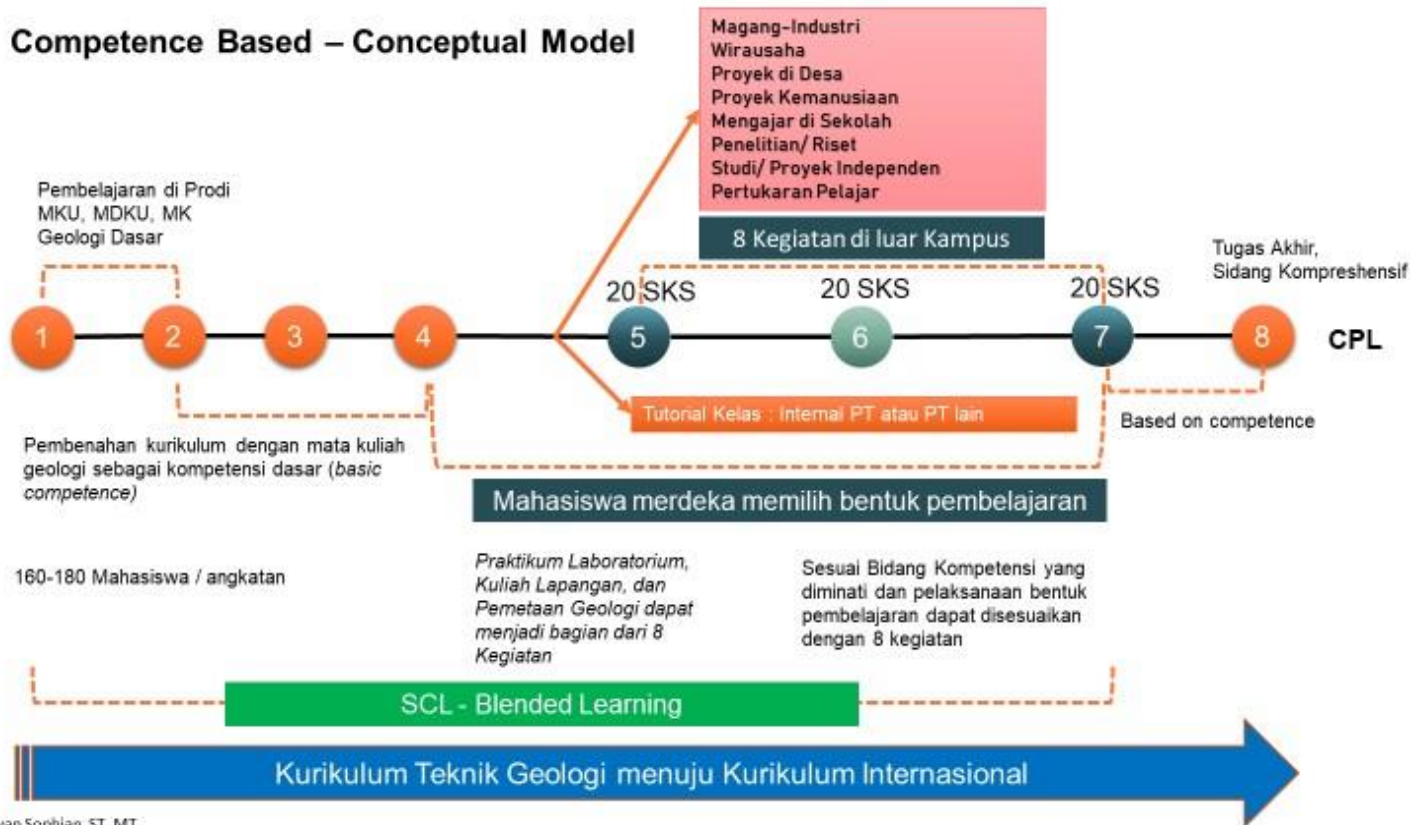 Competence Based – Conceptual Model
Magang-Industri
Wirausaha
Proyek di Desa
Proyek Kemanusiaan
Mengajar di Sekolah
Penelitian/ Riset
Studi/ Proyek Independen
Pertukaran Pelajar
8 Kegiatan di luar Kampus
Pembelajaran di Prodi
MKU, MDKU, MK
Geologi Dasar
Tugas Akhir,
Sidang Kompreshensif
20 SKS
20 SKS
20 SKS
1
2
3
4
5
6
7
8
CPL
Tutorial Kelas : Internal PT atau PT lain
Based on competence
Pembenahan kurikulum dengan mata kuliah
geologi sebagai kompetensi dasar (basic
competence)
Mahasiswa merdeka memilih bentuk pembelajaran
160-180 Mahasiswa / angkatan
Praktikum Laboratorium,
Kuliah Lapangan, dan
Pemetaan Geologi dapat
menjadi bagian dari 8
Kegiatan
Sesuai Bidang Kompetensi yang
diminati dan pelaksanaan bentuk
pembelajaran dapat disesuaikan
dengan 8 kegiatan
SCL - Blended Learning
Kurikulum Teknik Geologi menuju Kurikulum Internasional
Sophian, ST, MT